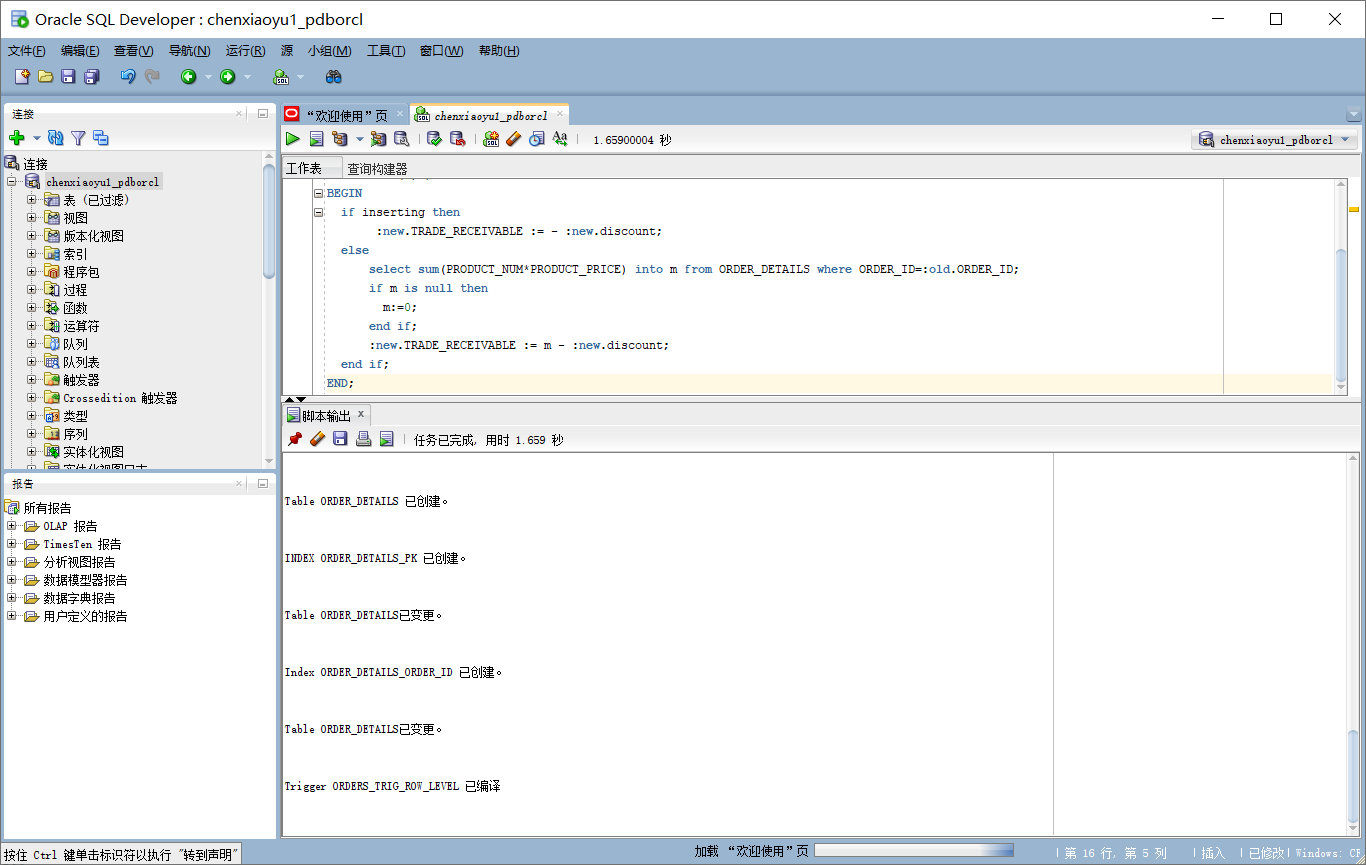 Oracle SQL Developer : chenxiaoyu1_pdborcl
文件(F) 编辑(E) 查看(V) 导航(N) 运行(R) 源 小组(M) 工具(T) 窗口(W) 帮助(H)
连接
连接
chenxiaoyu1_pdborcl
表 (已过滤)
视图
版本化视图
索引
程序包
过程
函数
运算符
队列
队列表
触发器
Crossedition 触发器
类型
序列
实体化视图
实体化视图日志
报告
所有报告
OLAP 报告
TimesTen 报告
分析视图报告
数据模型器报告
数据字典报告
用户定义的报告
“欢迎使用”页
chenxiaoyu1_pdborcl
1.65900004 秒
chenxiaoyu1_pdborcl
工作表 查询构建器
BEGIN
if inserting then
:new.TRADE_RECEIVABLE := - :new.discount;
else
select sum(PRODUCT_NUM*PRODUCT_PRICE) into m from ORDER_DETAILS where ORDER_ID=:old.ORDER_ID;
if m is null then
m:=0;
end if;
:new.TRADE_RECEIVABLE := m - :new.discount;
end if;
END;
脚本输出 x
任务已完成, 用时 1.659 秒
Table ORDER_DETAILS 已创建。
INDEX ORDER_DETAILS_PK 已创建。
Table ORDER_DETAILS已变更。
Index ORDER_DETAILS_ORDER_ID 已创建。
Table ORDER_DETAILS已变更。
Trigger ORDERS_TRIG_ROW_LEVEL 已编译
按住 Ctrl 键单击标识符以执行 "转到声明"
加载 “欢迎使用”页
第 16 行, 第 5 列 插入 已修改 Windows: CR